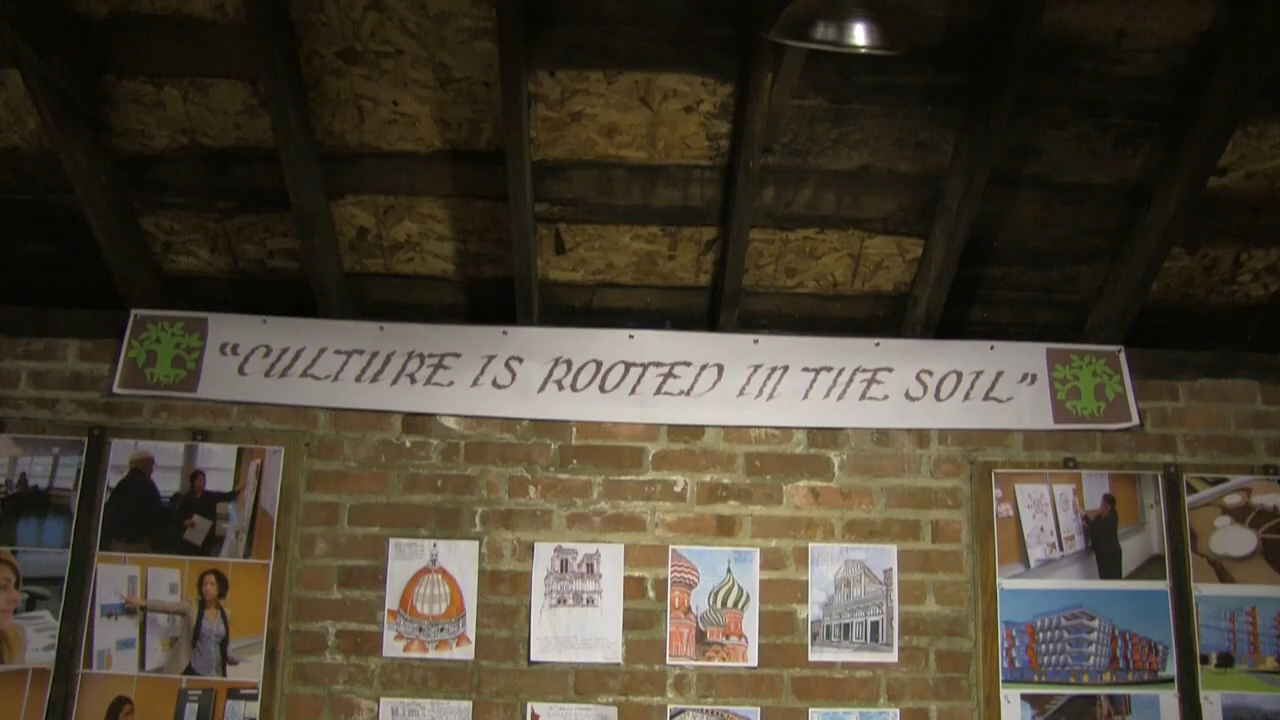 “CULTURE IS ROOTED IN THE SOIL”